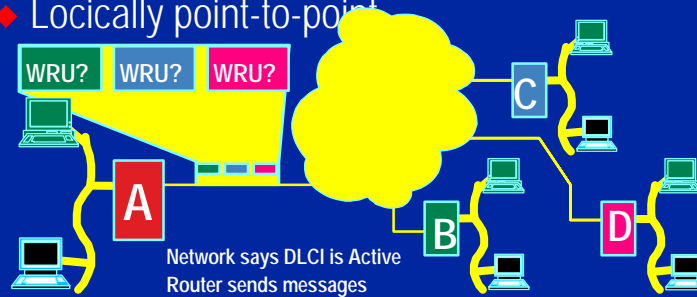 Locically point-to-point
WRU? WRU? WRU?
C
A
B
D
Network says DLCI is Active
Router sends messages